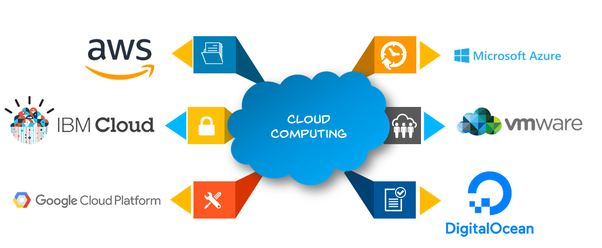 aws
Microsoft Azure
CLOUD
COMPUTING
IBM Cloud
vmware
Google Cloud Platform
DigitalOcean